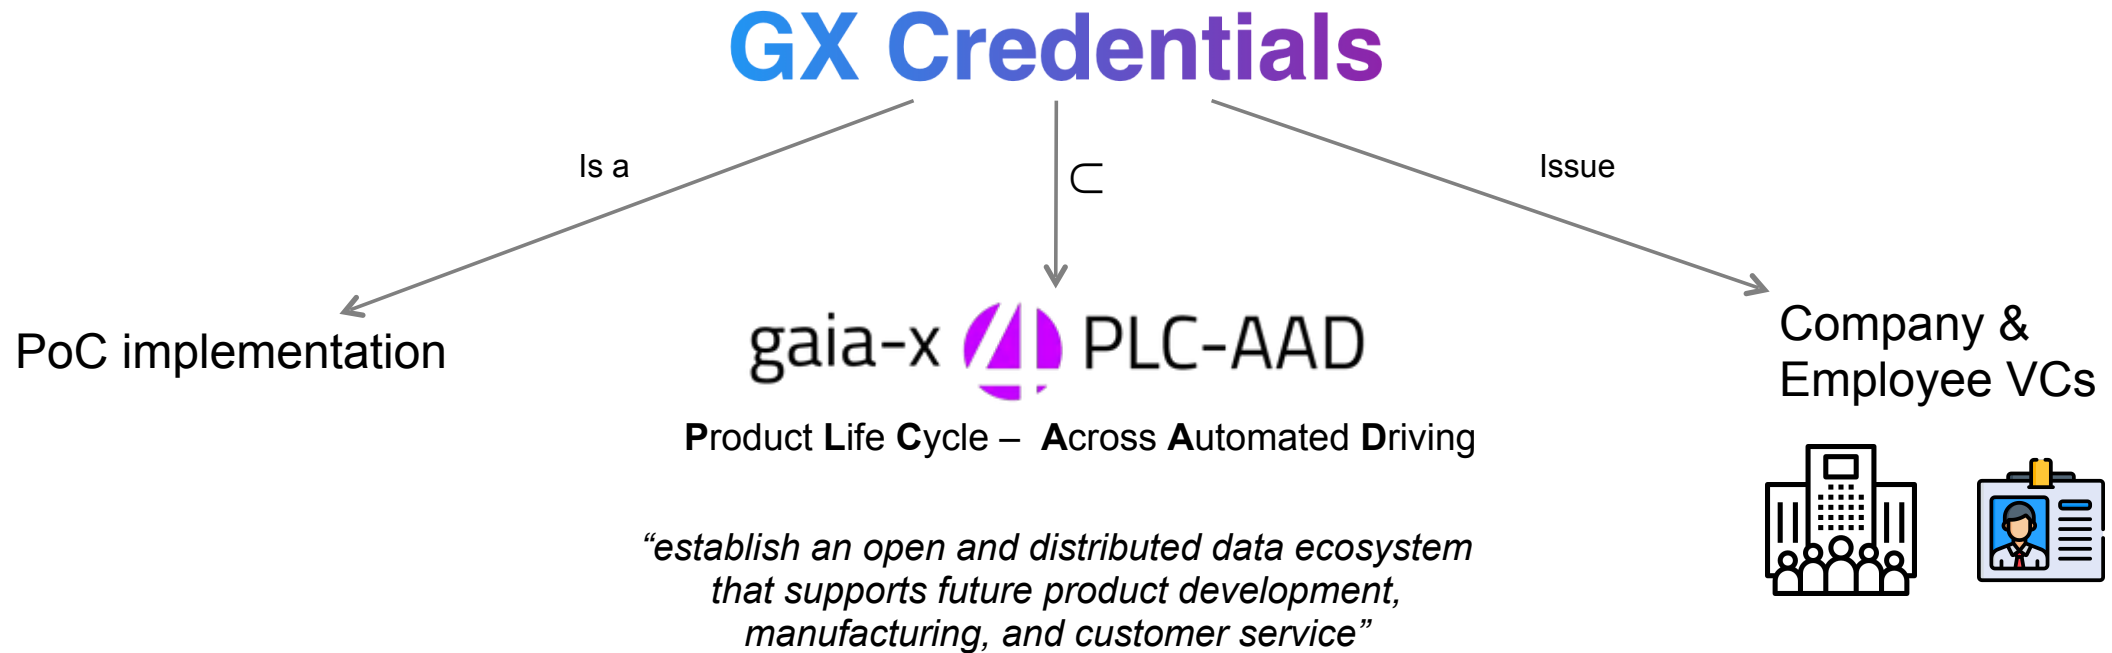 GX Credentials
Is a
⊂
Issue
PoC implementation
gaia-x 4 PLC-AAD
Company &
Employee VCs
Product Life Cycle – Across Automated Driving
“establish an open and distributed data ecosystem
that supports future product development,
manufacturing, and customer service”